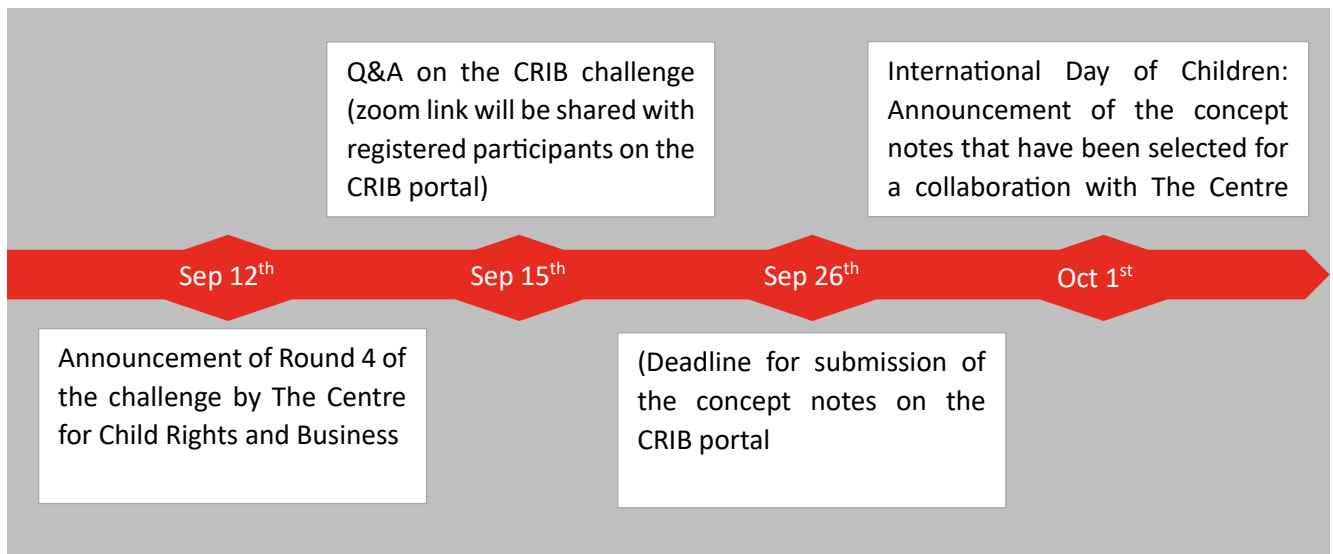 Q&A on the CRIB challenge
(zoom link will be shared with
registered participants on the
CRIB portal)
International Day of Children:
Announcement of the concept
notes that have been selected for
a collaboration with The Centre
Sep 12th
Sep 15th
Sep 26th
Oct 1st
Announcement of Round 4 of
the challenge by The Centre
for Child Rights and Business
(Deadline for submission of
the concept notes on the
CRIB portal